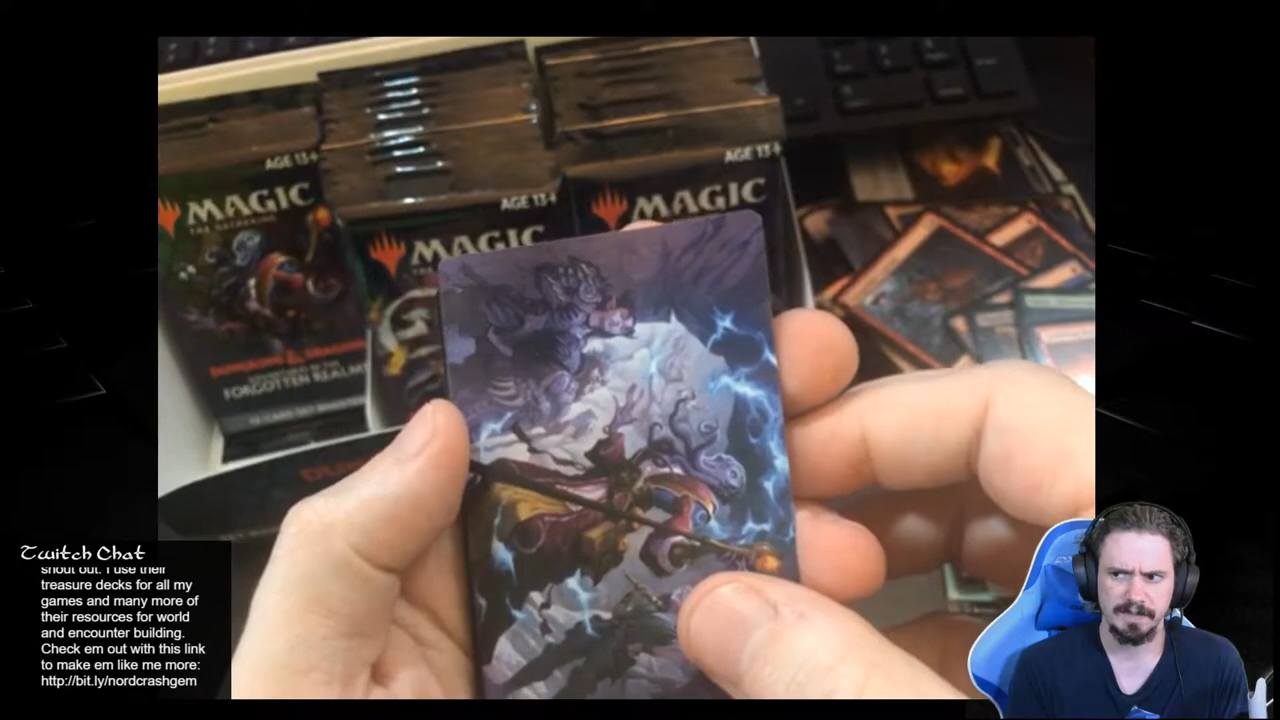 AGE 13+
MAGIC
THE GATHERING
FORGOTTEN REALMS
AGE 13+
MAGIC
AGE 13+
MAGIC
Twitch Chat
shout out. I use their
treasure decks for all my
games and many more of
their resources for world
and encounter building.
Check em out with this link
to make em like me more:
http://bit.ly/nordcrashgem